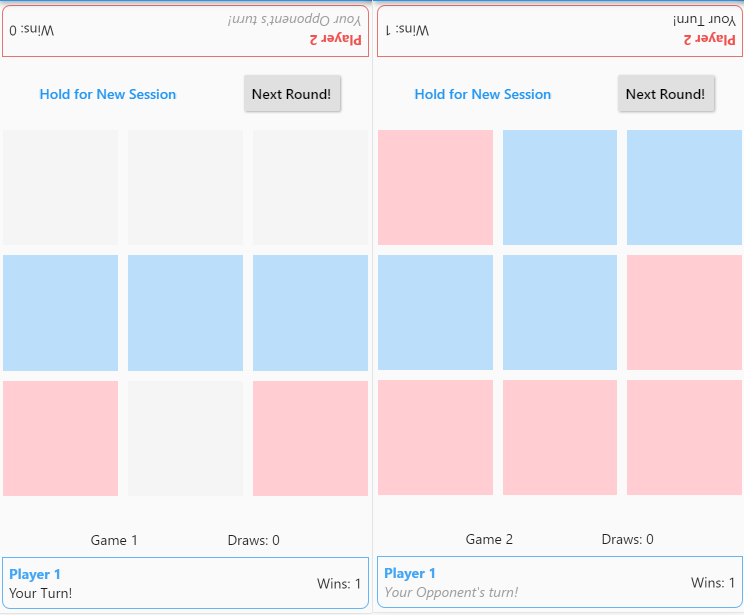 Wins: 0
Your Opponent's turn!
Player 2
Hold for New Session
Next Round!
Game 1
Draws: 0
Player 1
Your Turn!
Wins: 1
Wins: 1
Your Turn!
Player 2
Hold for New Session
Next Round!
Game 2
Draws: 0
Player 1
Your Opponent's turn!
Wins: 1